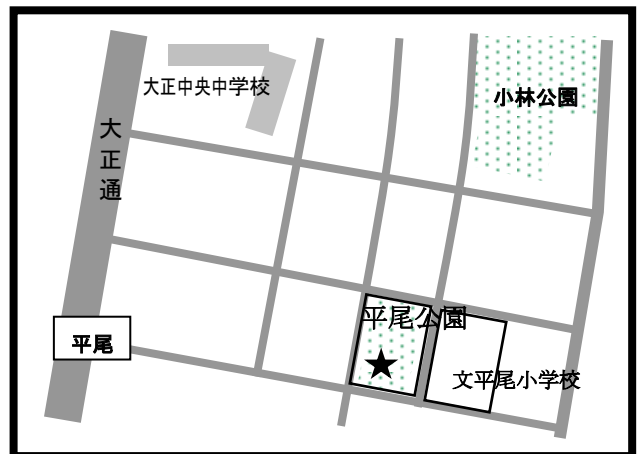 大正中央中学校
小林公園
大正通
平尾公園
平尾
文平尾小学校